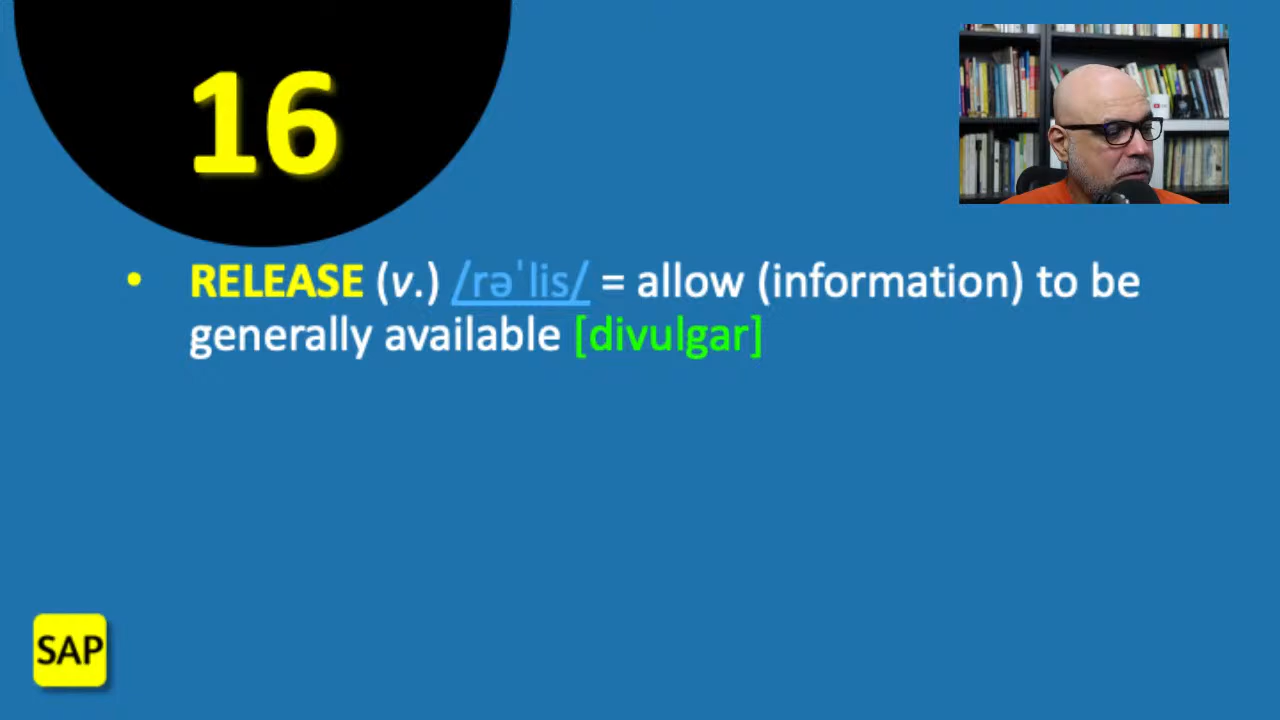 16
• RELEASE (v.) /rəˈlis/ = allow (information) to be
generally available [divulgar]
SAP